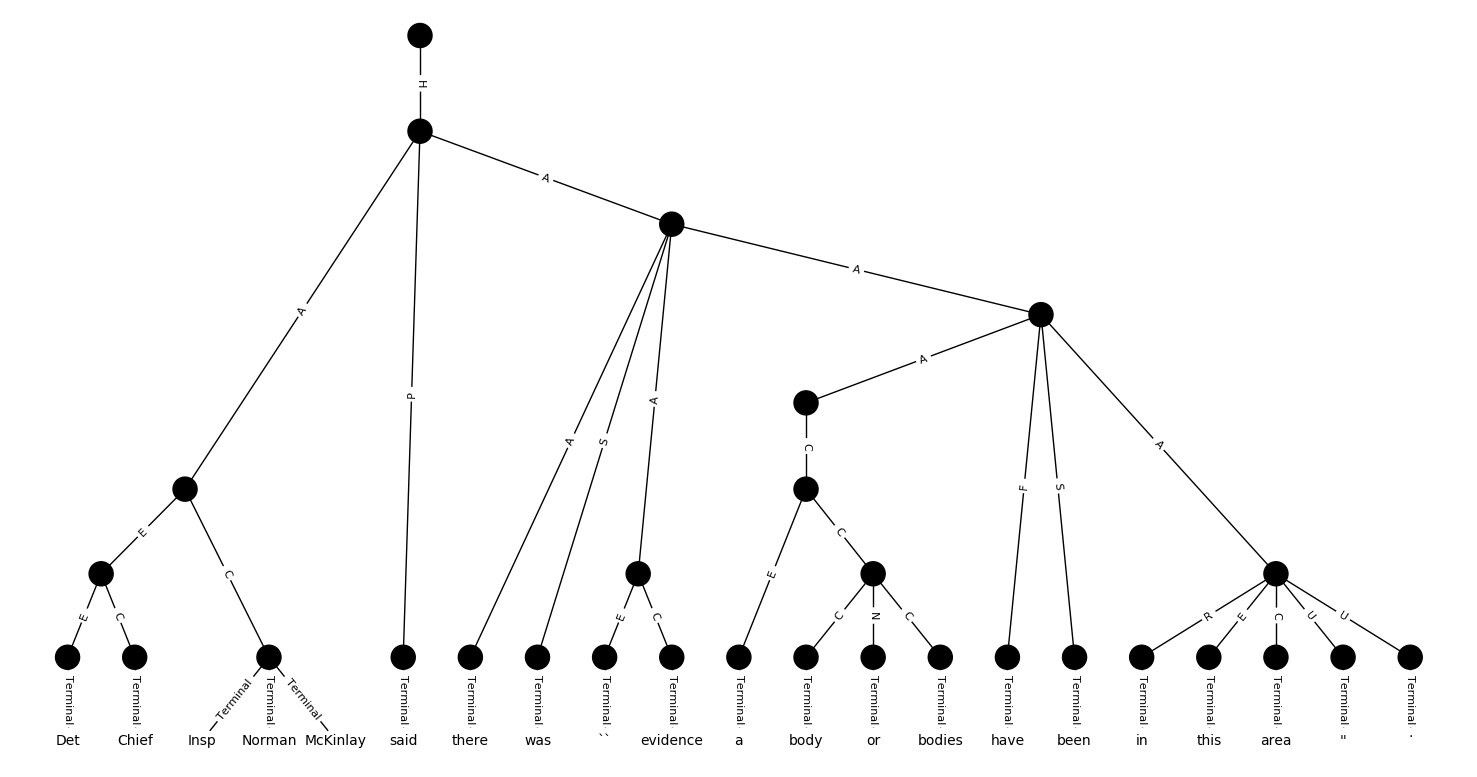 H
A
A
A
A
P
A
A
S
C
A
F
S
E
C
E
C
E
C
E
C
E
C
C
N
C
R
E
C
U
U
Terminal Terminal Terminal Terminal Terminal Terminal Terminal Terminal Terminal Terminal Terminal Terminal Terminal Terminal Terminal Terminal Terminal Terminal Terminal Terminal Terminal
Det Chief Insp Norman McKinlay said there was `` evidence a body or bodies have been in this area " .